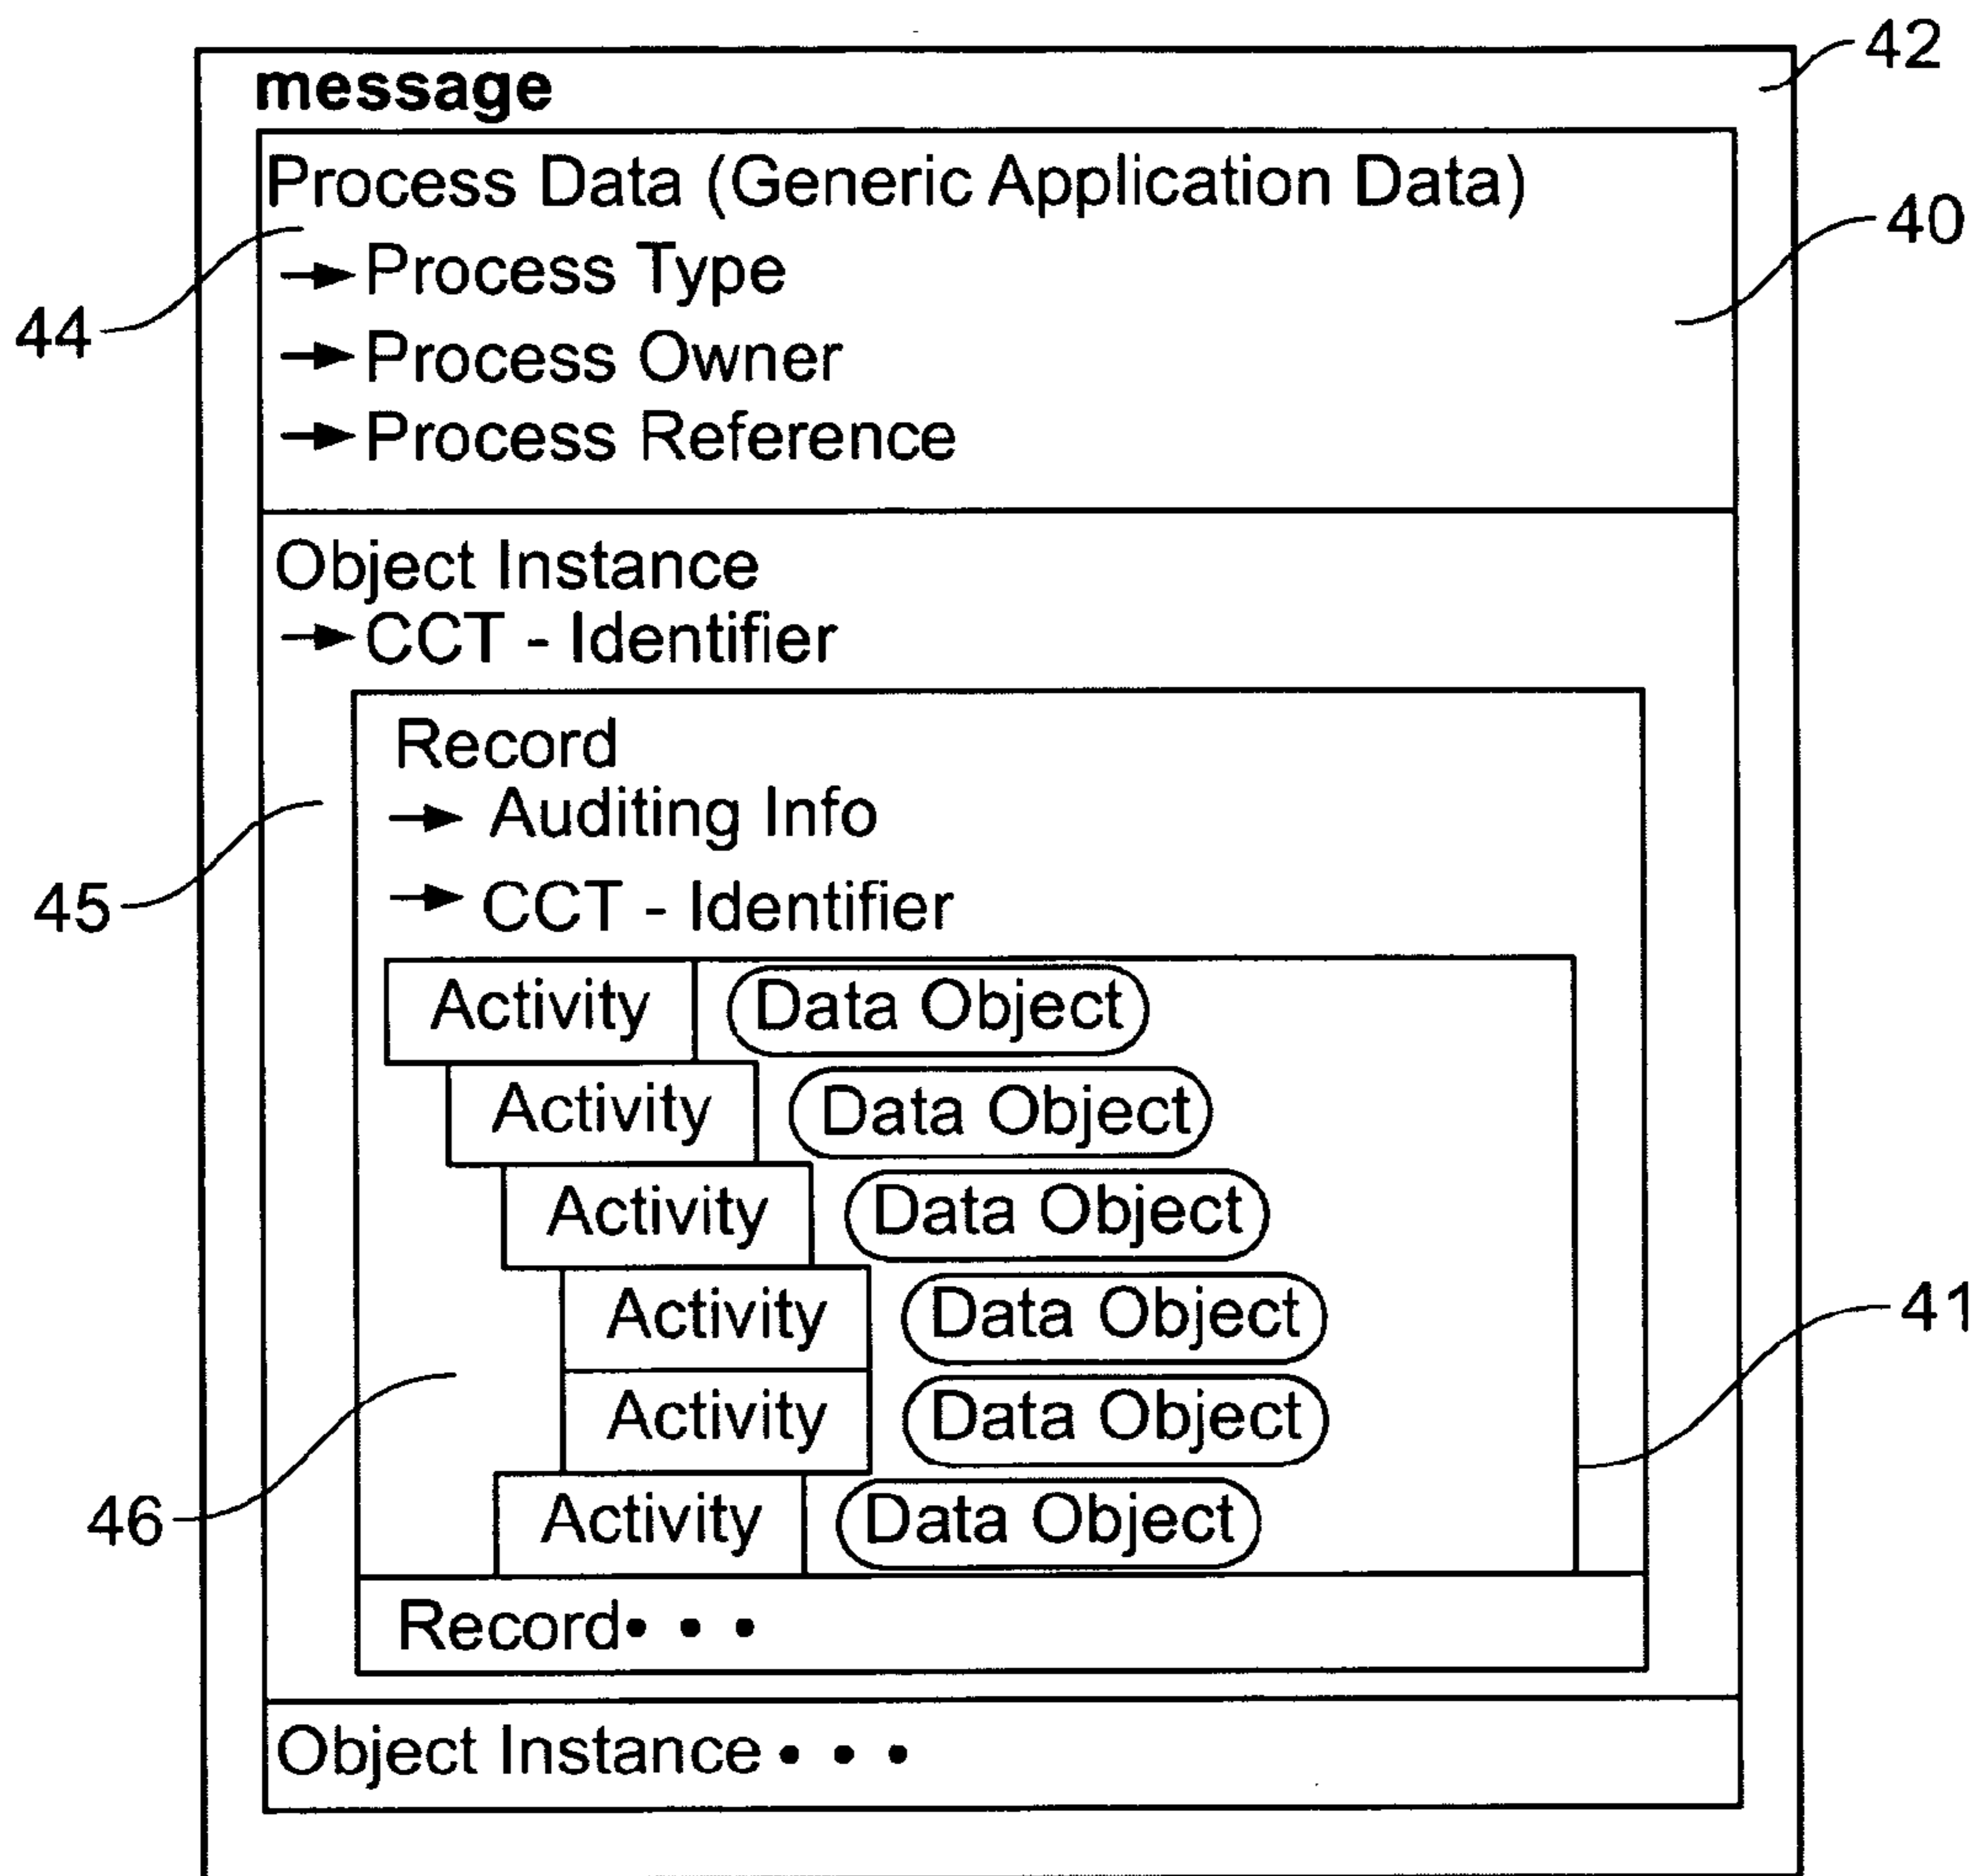 42
message
Process Data (Generic Application Data)
40
→ Process Type
44
→ Process Owner
→ Process Reference
Object Instance
→ CCT - Identifier
Record
→ Auditing Info
45
→ CCT - Identifier
Activity Data Object
Activity Data Object
Activity Data Object
Activity Data Object
41
Activity Data Object
46
Activity Data Object
Record • • •
Object Instance • • •